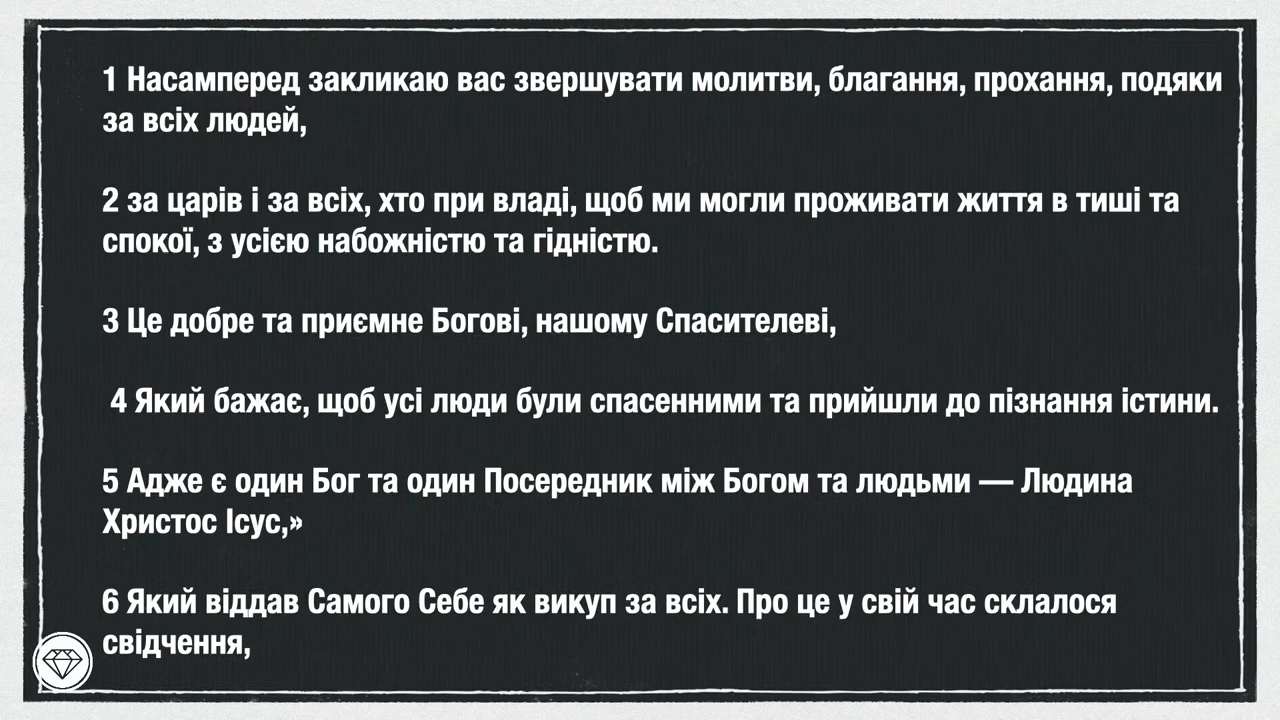 1 Насамперед закликаю вас звершувати молитви, благання, прохання, подяки
за всіх людей,
2 за царів і за всіх, хто при владі, щоб ми могли проживати життя в тиші та
спокої, з усією набожністю та гідністю.
3 Це добре та приємне Богові, нашому Спасителеві,
4 Який бажає, щоб усі люди були спасенними та прийшли до пізнання істини.
5 Адже є один Бог та один Посередник між Богом та людьми — Людина
Христос Ісус,»
6 Який віддав Самого Себе як викуп за всіх. Про це у свій час склалося
свідчення,